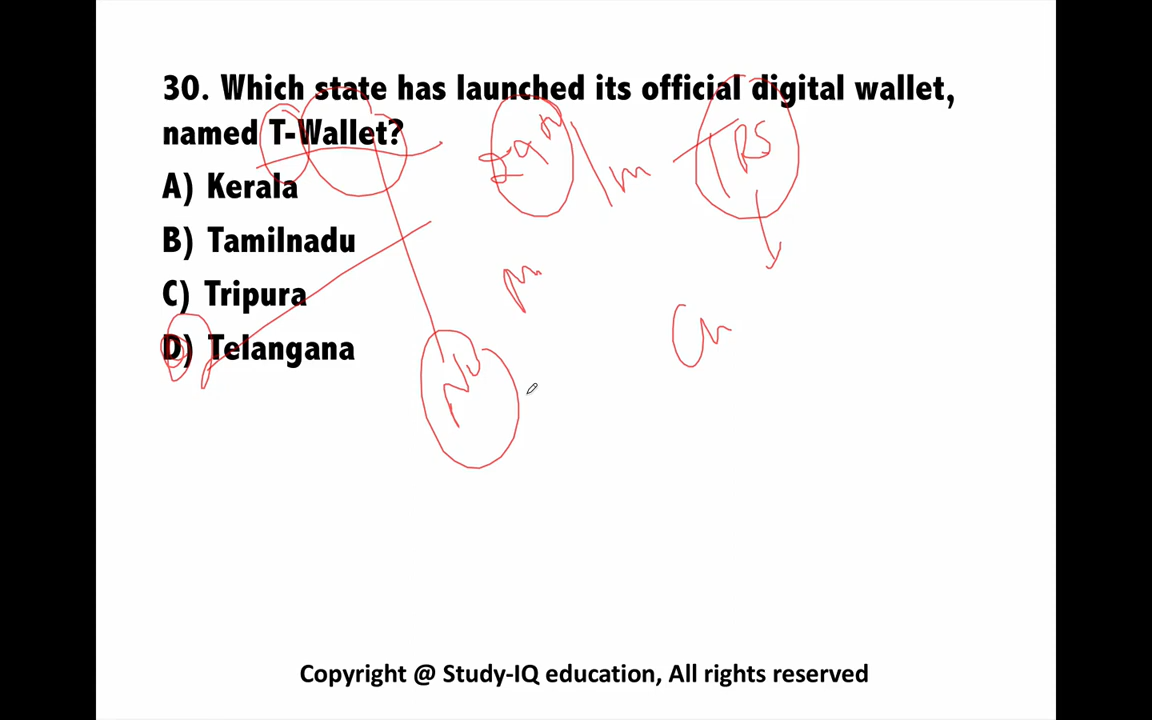 30. Which state has launched its official digital wallet,
named T-Wallet?
TRS
A) Kerala
B) Tamilnadu
C) Tripura
D) Telangana
Copyright @ Study-IQ education, All rights reserved